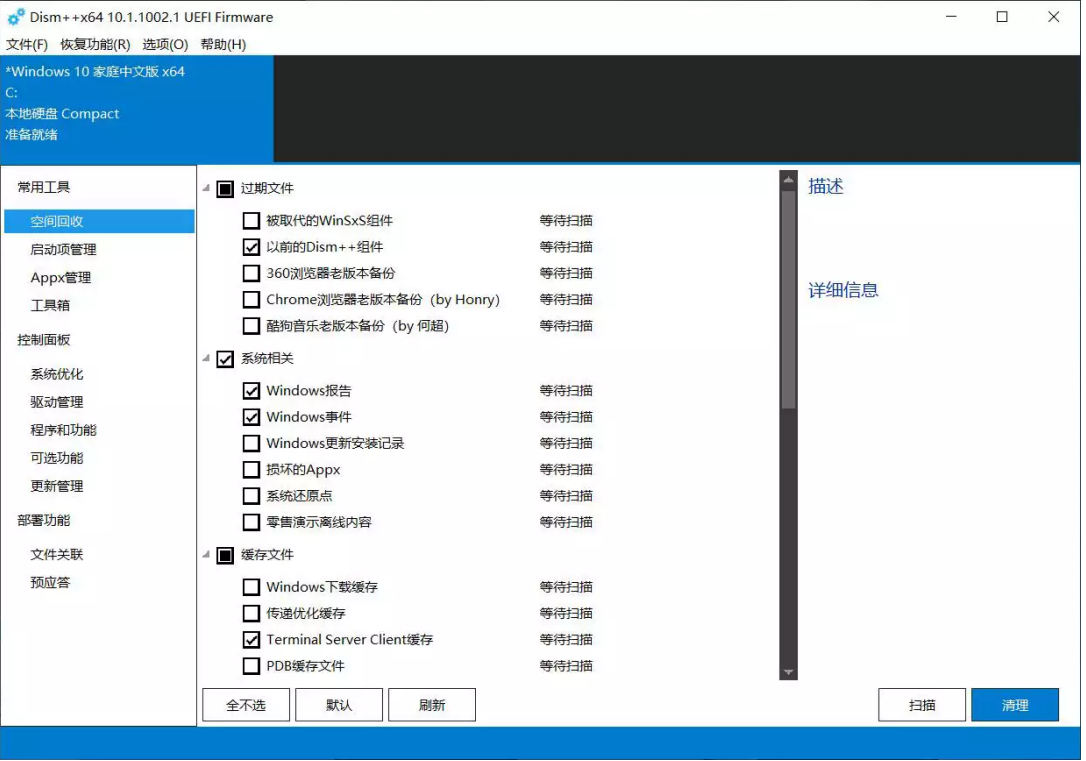 Dism++x64 10.1.1002.1 UEFI Firmware
文件(F) 恢复功能(R) 选项(O) 帮助(H)
*Windows 10 家庭中文版 x64
C:
本地硬盘 Compact
准备就绪
常用工具
空间回收
启动项管理
Appx管理
工具箱
控制面板
系统优化
驱动管理
程序和功能
可选功能
更新管理
部署功能
文件关联
预应答
过期文件
被取代的WinSxS组件 等待扫描
以前的Dism++组件 等待扫描
360浏览器老版本备份 等待扫描
Chrome浏览器老版本备份（by Honry） 等待扫描
酷狗音乐老版本备份（by 何超) 等待扫描
系统相关
Windows报告 等待扫描
Windows事件 等待扫描
Windows更新安装记录 等待扫描
损坏的Appx 等待扫描
系统还原点 等待扫描
零售演示离线内容 等待扫描
缓存文件
Windows下载缓存 等待扫描
传递优化缓存 等待扫描
Terminal Server Client缓存 等待扫描
PDB缓存文件 等待扫描
描述
详细信息
全不选 默认 刷新 扫描 清理